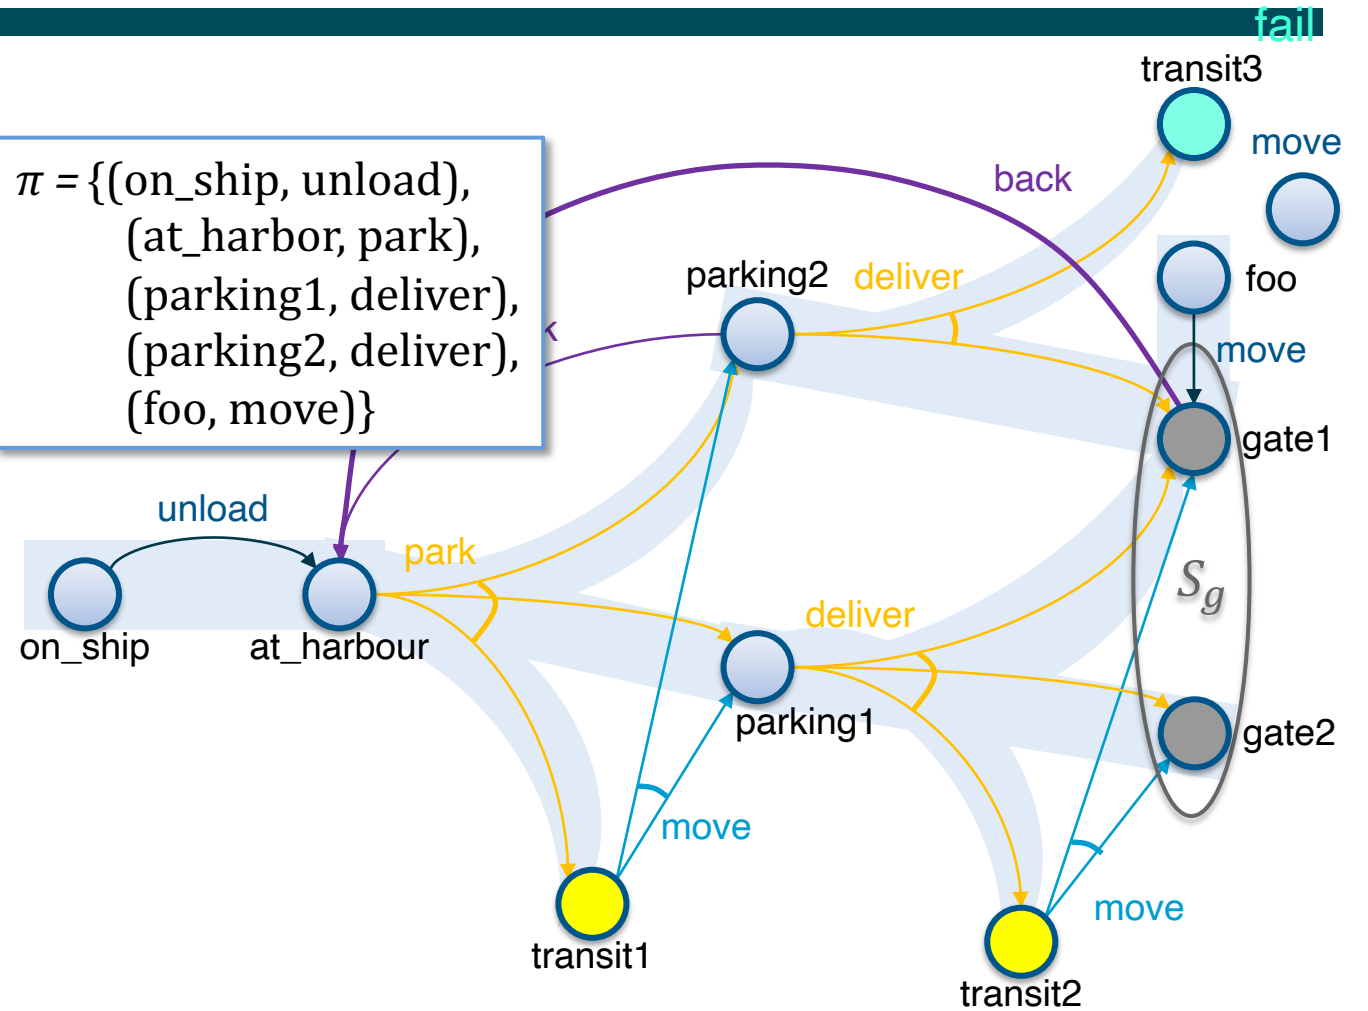 fail
transit3
move
π = {(on_ship, unload),
(at_harbor, park),
(parking1, deliver),
(parking2, deliver),
(foo, move)}
back
parking2
deliver
foo
move
gate1
unload
park
S_g
deliver
on_ship
at_harbour
parking1
gate2
move
move
transit1
transit2